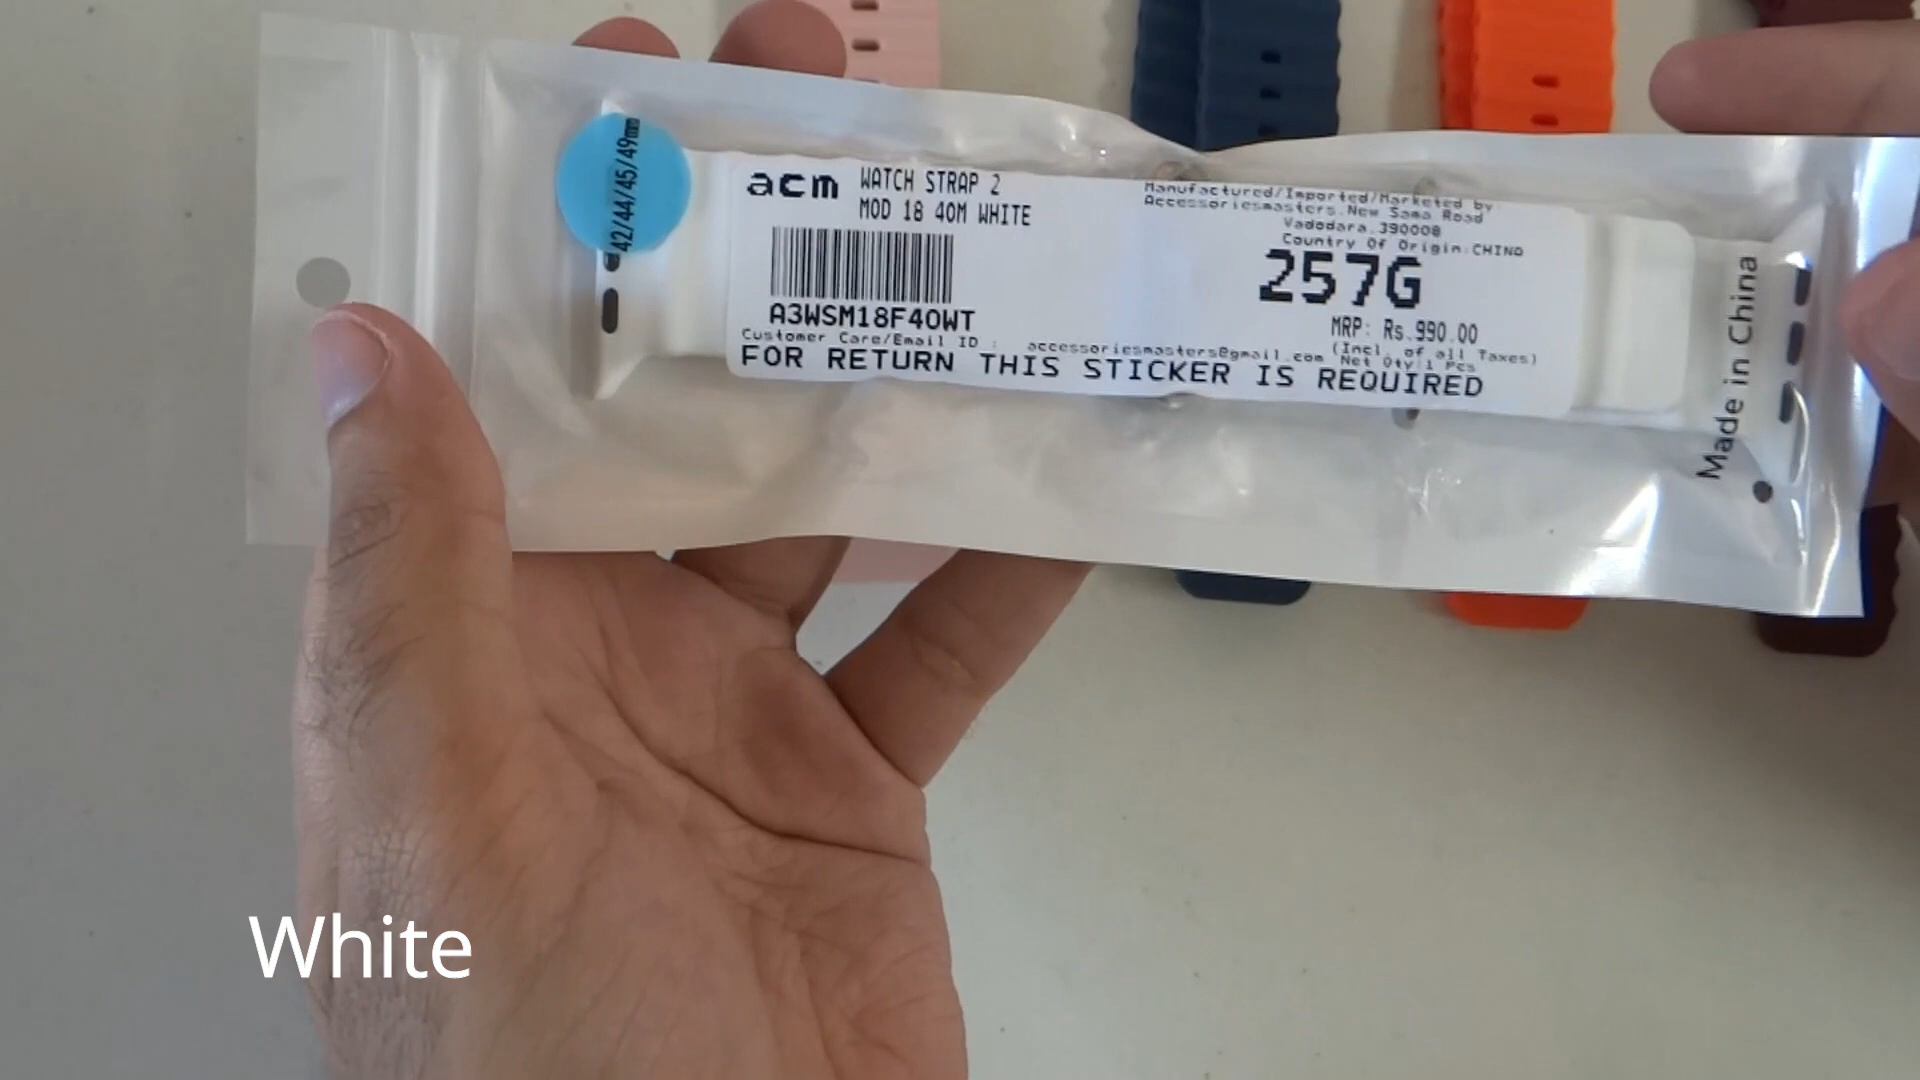 42/44/45/49mm
acm
WATCH STRAP 2
MOD 18 40M WHITE
A3WSM18F40WT
Manufactured/Imported/Marketed by:
Accessoriesmasters.New Sama Road
Vadodara.390008
Country Of Origin:CHINA
257G
MRP: Rs.990.00
(Incl. of all Taxes)
Net Qty:1 Pcs
Customer Care/Email ID : accessoriesmasters@gmail.com
FOR RETURN THIS STICKER IS REQUIRED
Made in China
White